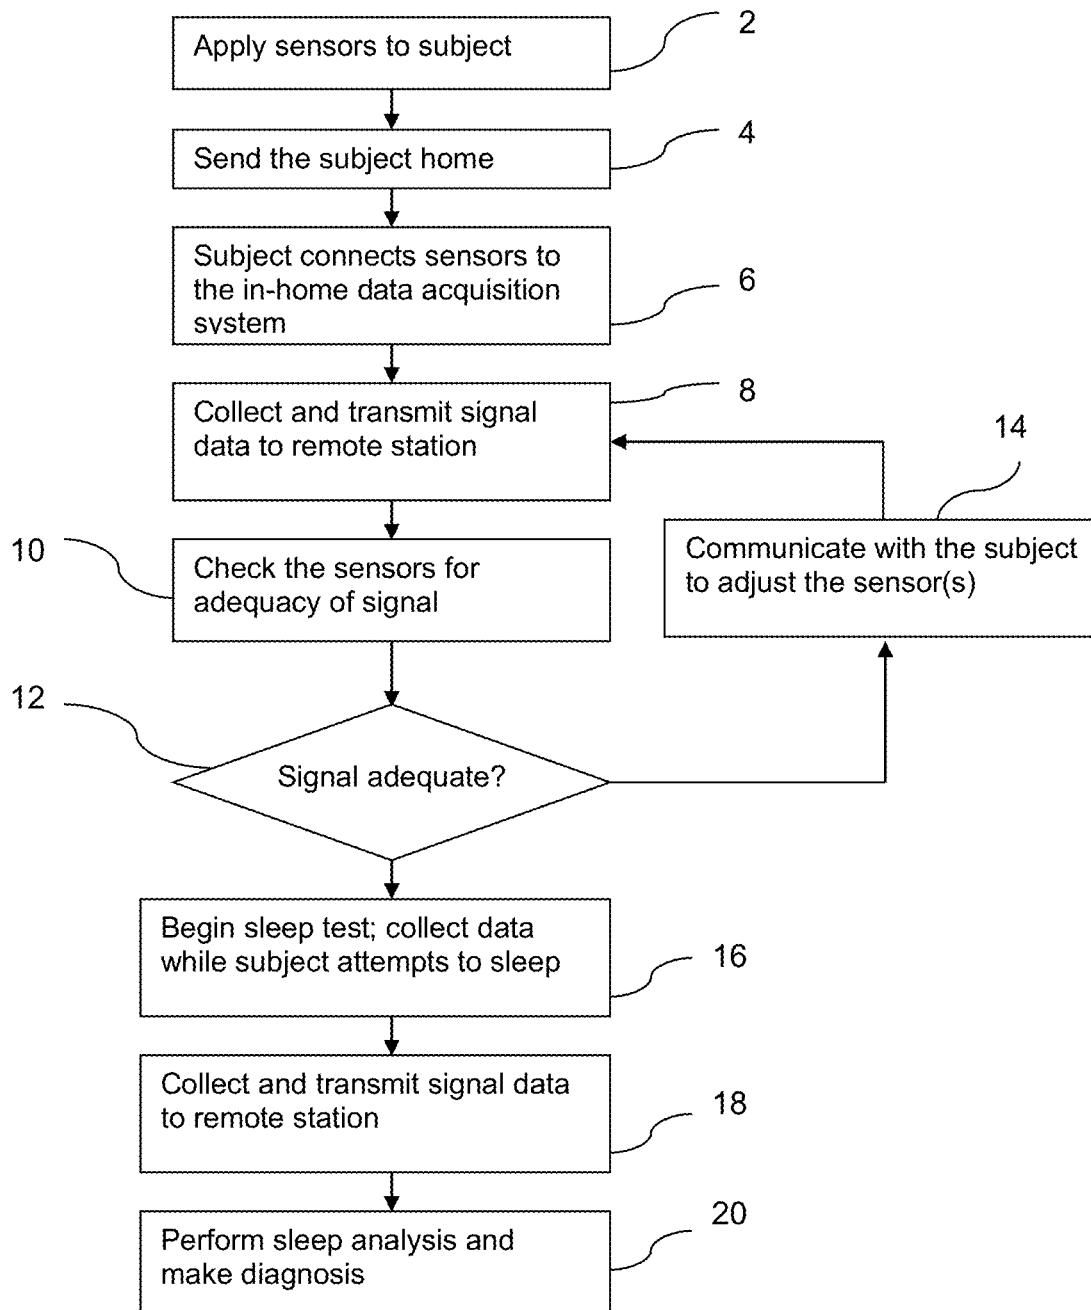 Apply sensors to subject
2
Send the subject home
4
Subject connects sensors to
the in-home data acquisition
system
6
Collect and transmit signal
data to remote station
8
14
Communicate with the subject
to adjust the sensor(s)
10
Check the sensors for
adequacy of signal
12
Signal adequate?
Begin sleep test; collect data
while subject attempts to sleep
16
Collect and transmit signal data
to remote station
18
Perform sleep analysis and
make diagnosis
20